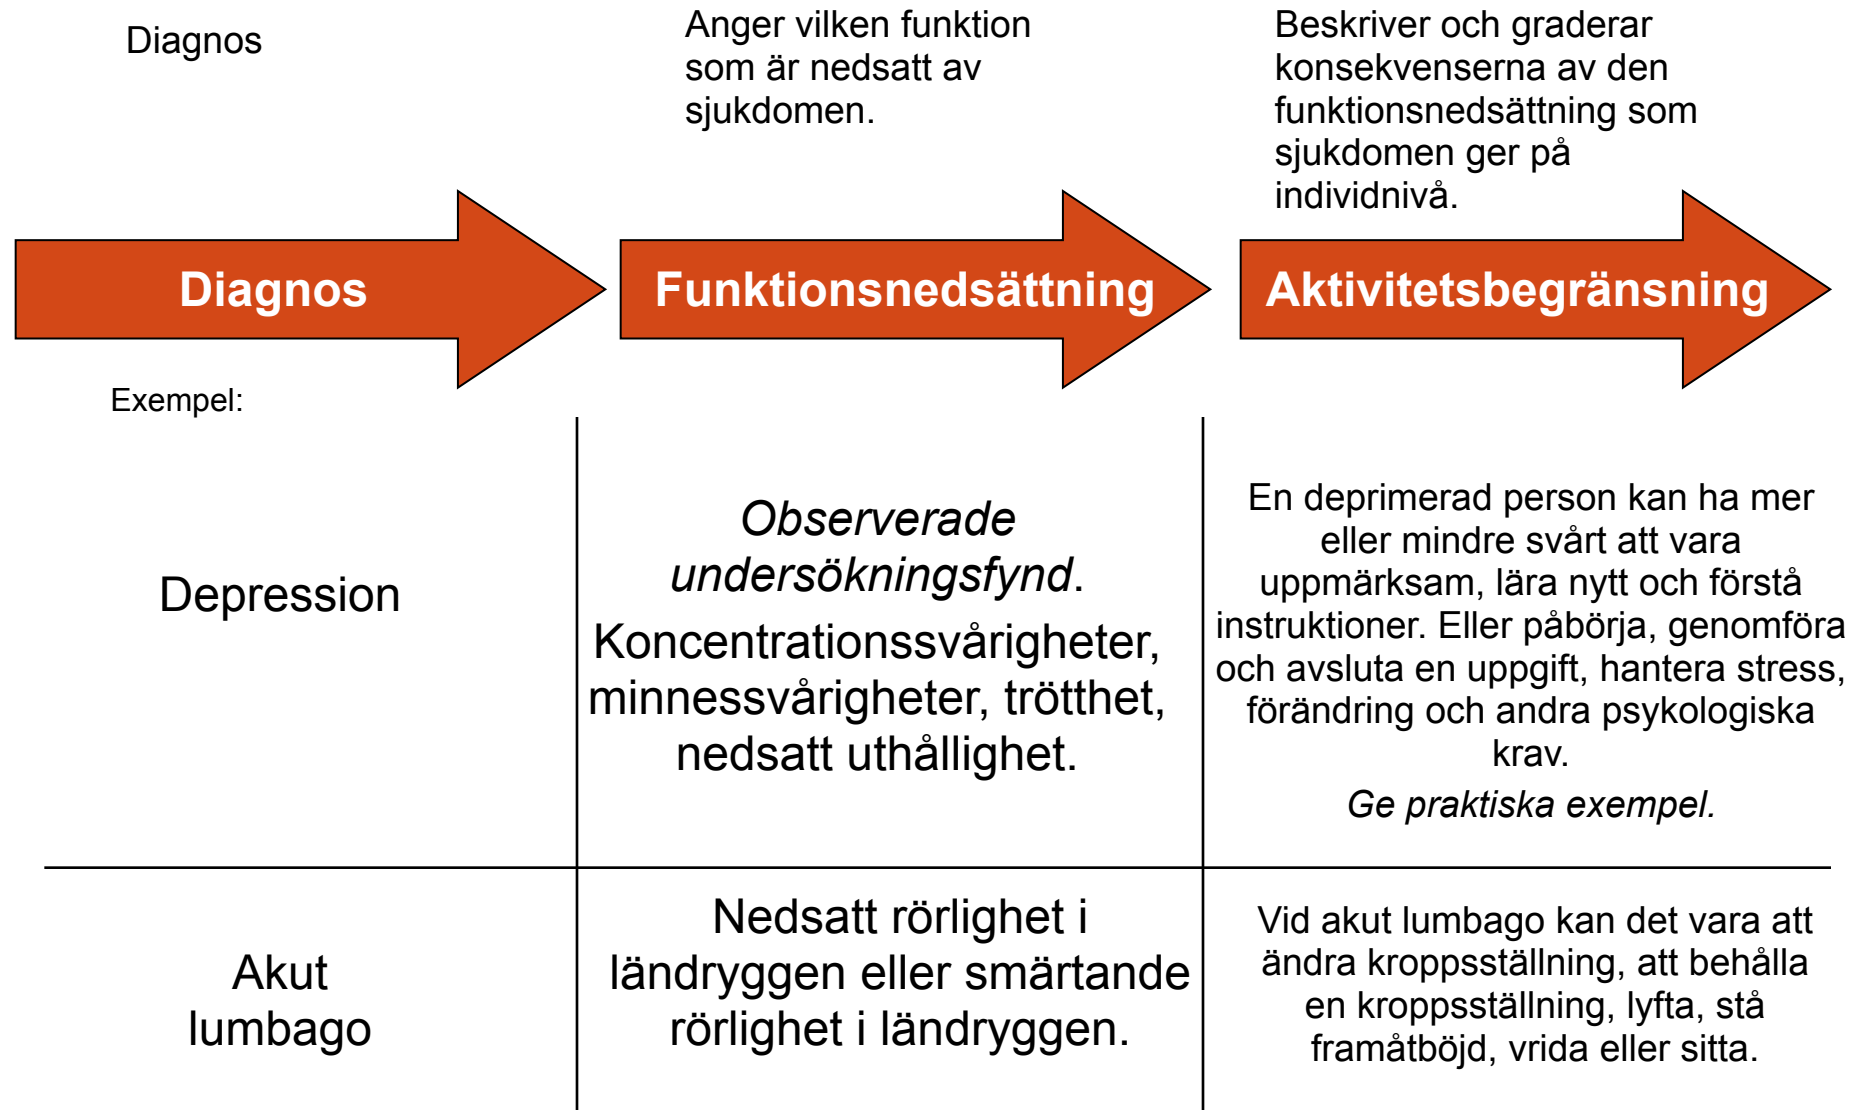 Diagnos
Anger vilken funktion
som är nedsatt av
sjukdomen.
Beskriver och graderar
konsekvenserna av den
funktionsnedsättning som
sjukdomen ger på
individnivå.
Diagnos
Funktionsnedsättning
Aktivitetsbegränsning
Exempel:
Depression
Observerade
undersökningsfynd.
Koncentrationssvårigheter,
minnessvårigheter, trötthet,
nedsatt uthållighet.
En deprimerad person kan ha mer
eller mindre svårt att vara
uppmärksam, lära nytt och förstå
instruktioner. Eller påbörja, genomföra
och avsluta en uppgift, hantera stress,
förändring och andra psykologiska
krav.
Ge praktiska exempel.
Akut
lumbago
Nedsatt rörlighet i
ländryggen eller smärtande
rörlighet i ländryggen.
Vid akut lumbago kan det vara att
ändra kroppsställning, att behålla
en kroppsställning, lyfta, stå
framåtböjd, vrida eller sitta.